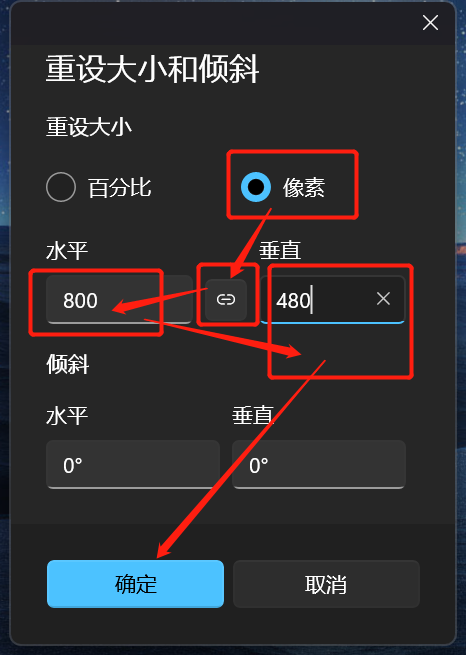 重设大小和倾斜
重设大小
百分比 像素
水平 垂直
800 480
倾斜
水平 垂直
0° 0°
确定 取消